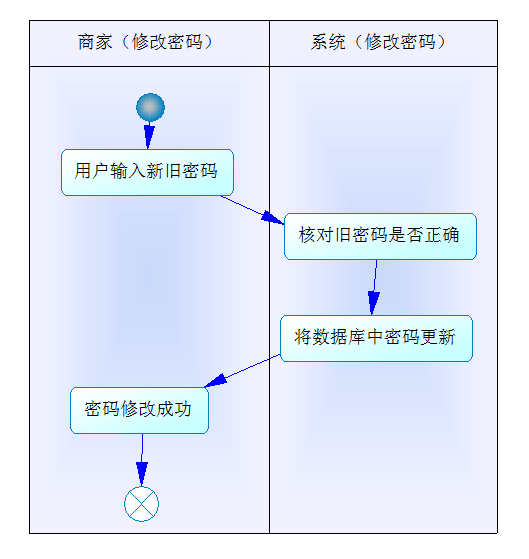 商家（修改密码）
系统（修改密码）
用户输入新旧密码
核对旧密码是否正确
将数据库中密码更新
密码修改成功